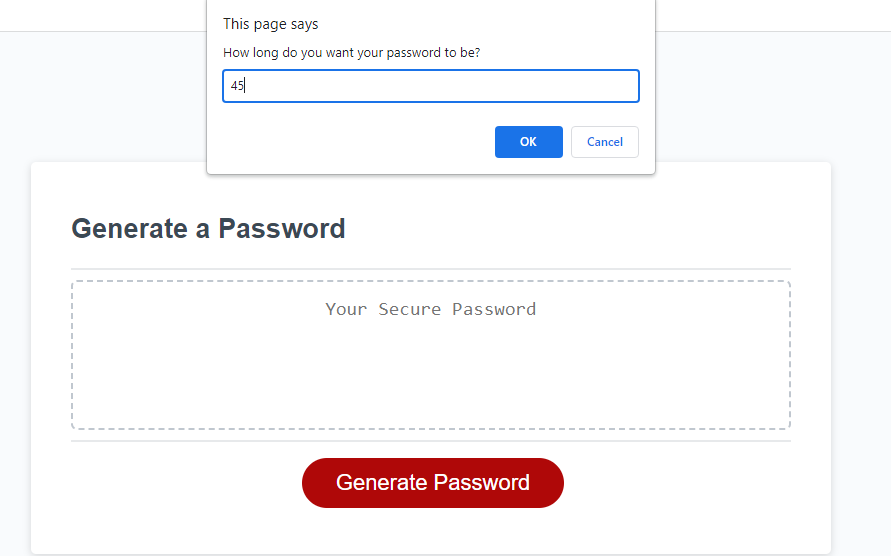 This page says
How long do you want your password to be?
45
OK
Cancel
Generate a Password
Your Secure Password
Generate Password